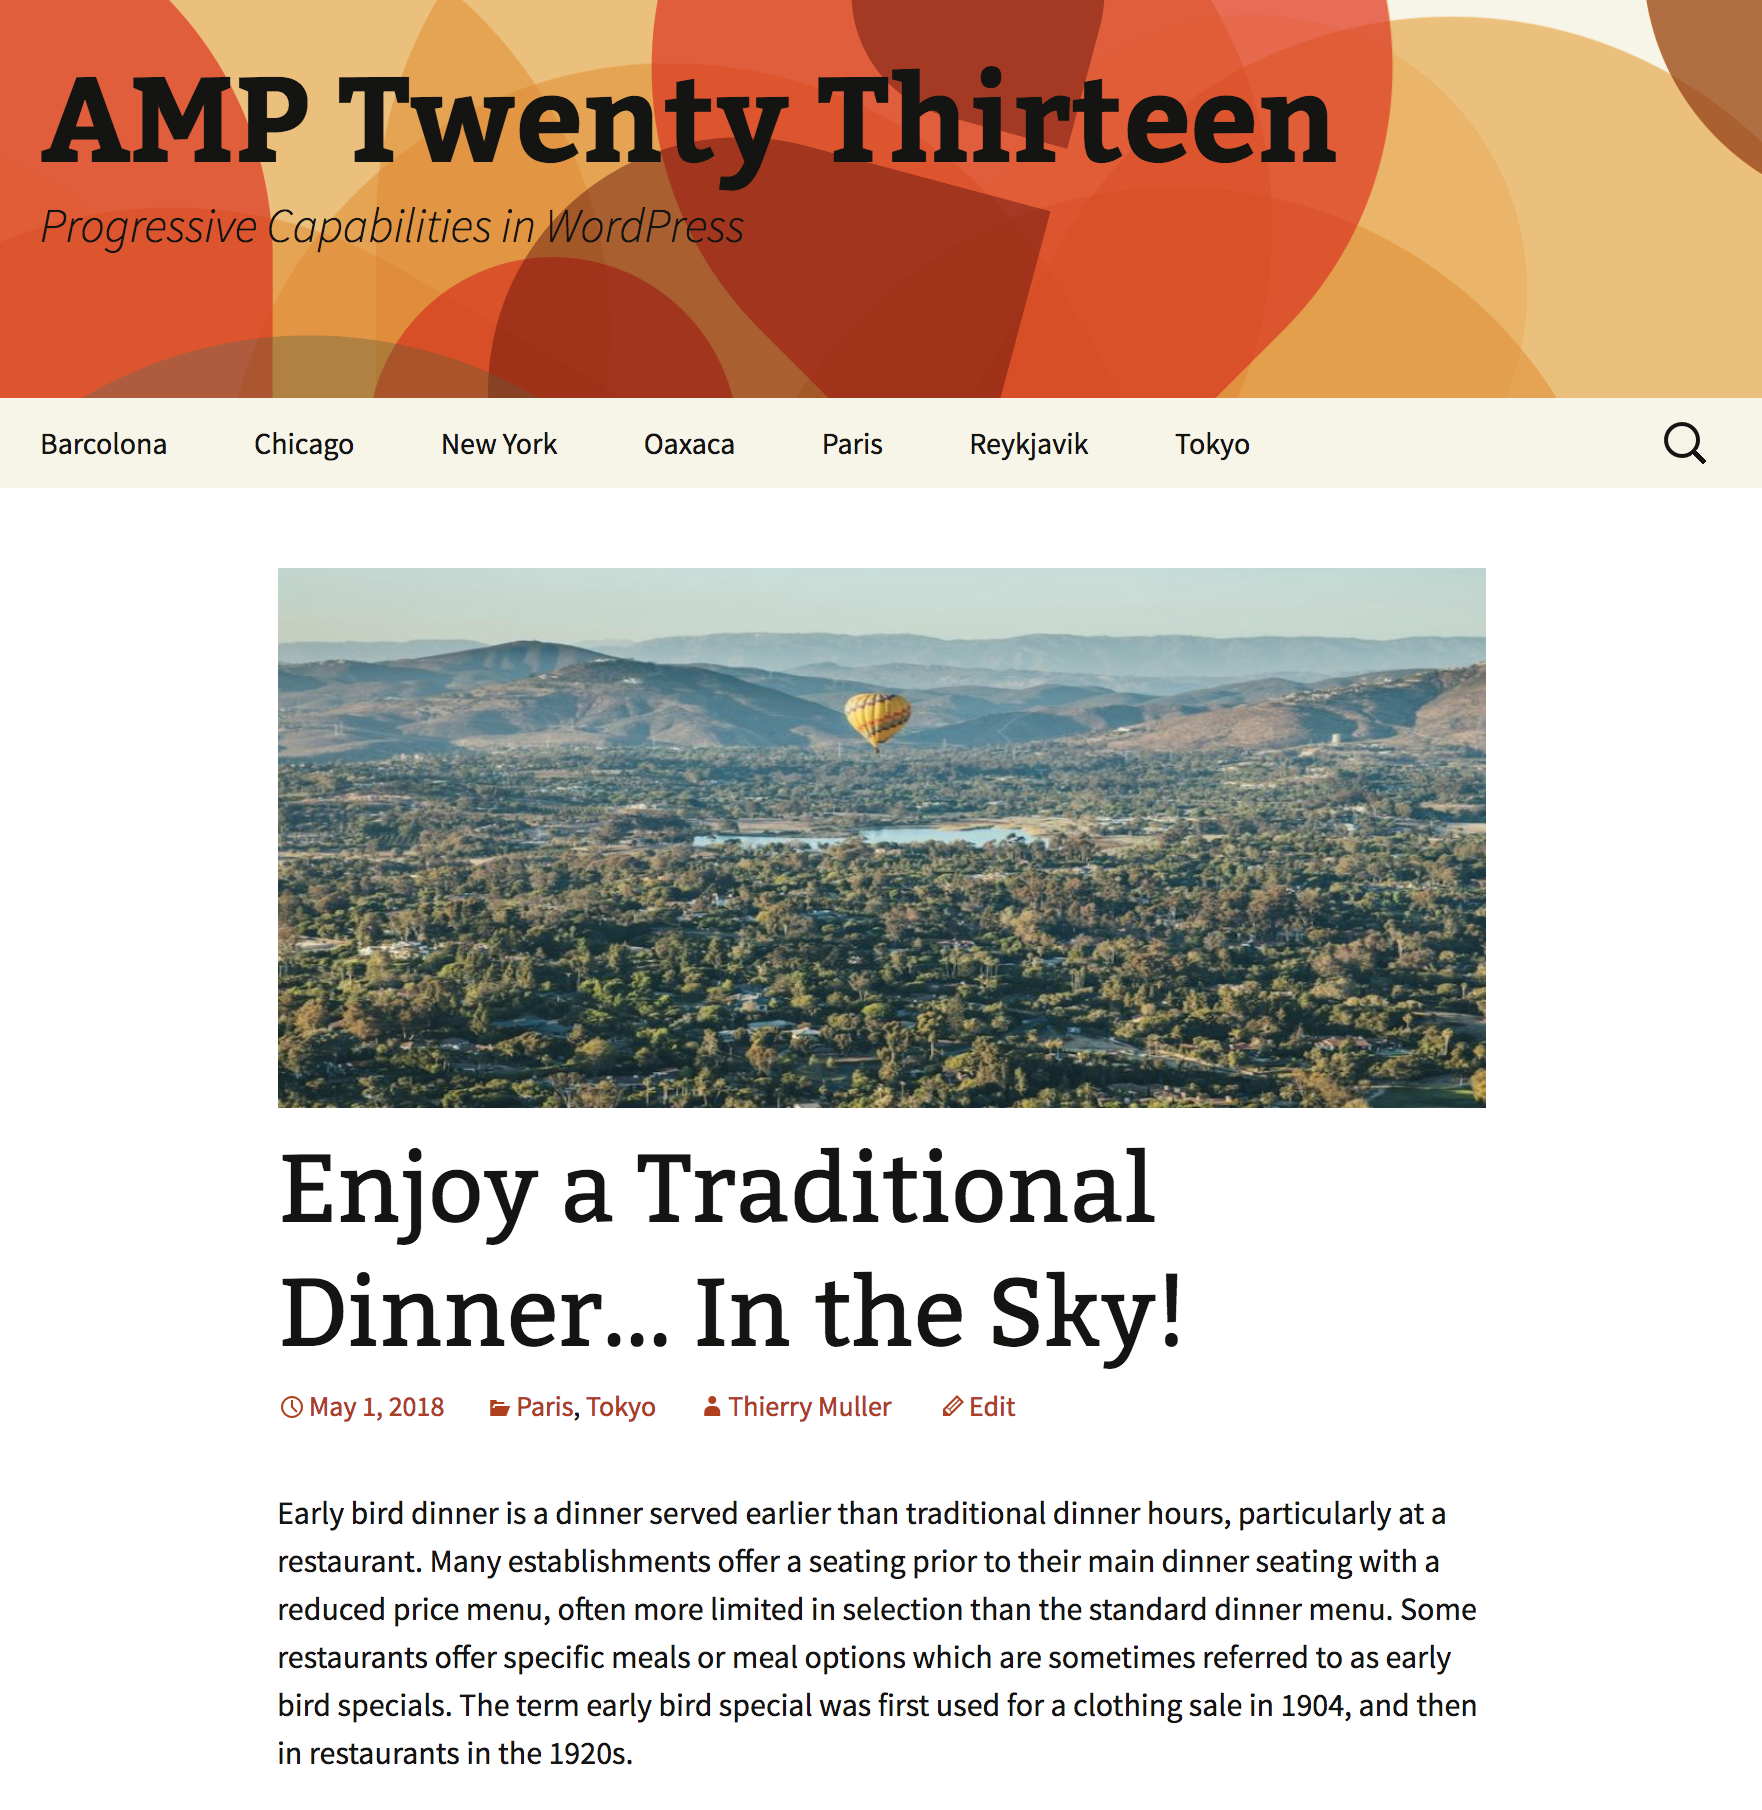 AMP Twenty Thirteen
Progressive Capabilities in WordPress
Barcolona Chicago New York Oaxaca Paris Reykjavik Tokyo
Enjoy a Traditional
Dinner… In the Sky!
May 1, 2018 Paris, Tokyo Thierry Muller Edit
Early bird dinner is a dinner served earlier than traditional dinner hours, particularly at a
restaurant. Many establishments offer a seating prior to their main dinner seating with a
reduced price menu, often more limited in selection than the standard dinner menu. Some
restaurants offer specific meals or meal options which are sometimes referred to as early
bird specials. The term early bird special was first used for a clothing sale in 1904, and then
in restaurants in the 1920s.